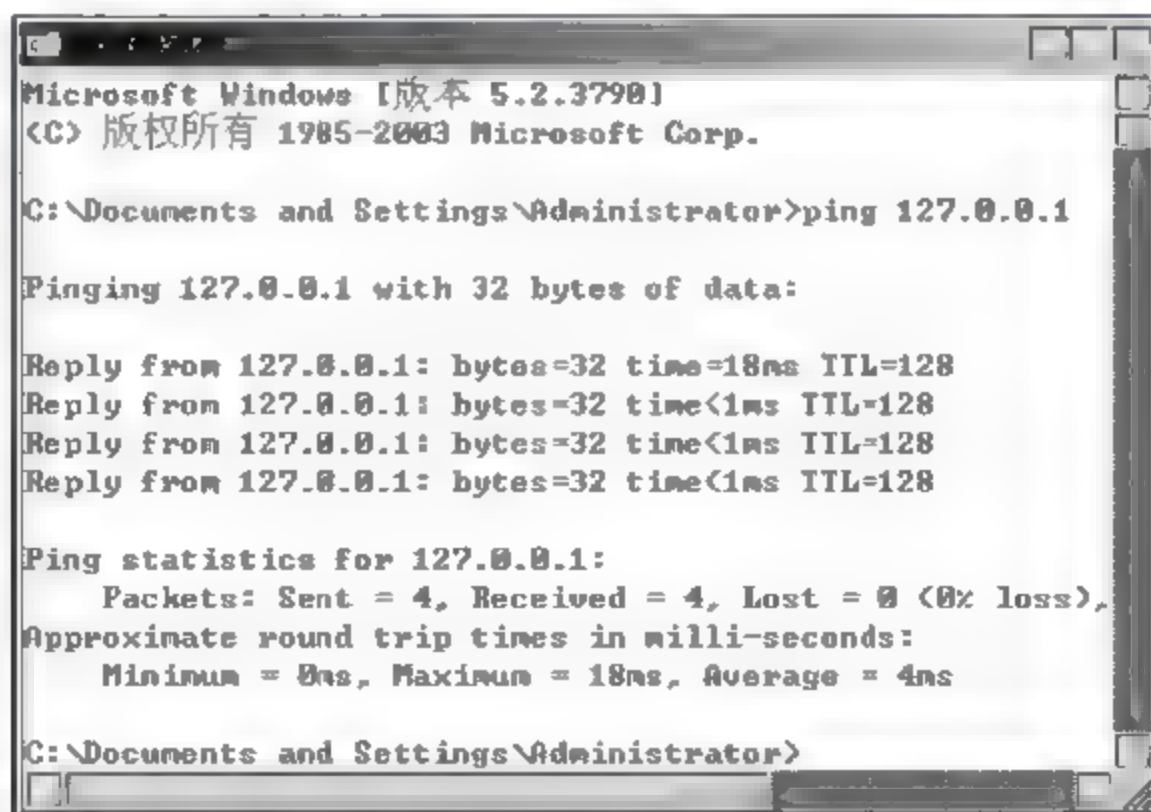 Microsoft Windows [版本 5.2.3790]
(C) 版权所有 1985-2003 Microsoft Corp.
C:\Documents and Settings\Administrator>ping 127.0.0.1
Pinging 127.0.0.1 with 32 bytes of data:
Reply from 127.0.0.1: bytes=32 time=18ms TTL=128
Reply from 127.0.0.1: bytes=32 time<1ms TTL=128
Reply from 127.0.0.1: bytes=32 time<1ms TTL=128
Reply from 127.0.0.1: bytes=32 time<1ms TTL=128
Ping statistics for 127.0.0.1:
Packets: Sent = 4, Received = 4, Lost = 0 (0% loss),
Approximate round trip times in milli-seconds:
Minimum = 0ms, Maximum = 18ms, Average = 4ms
C:\Documents and Settings\Administrator>